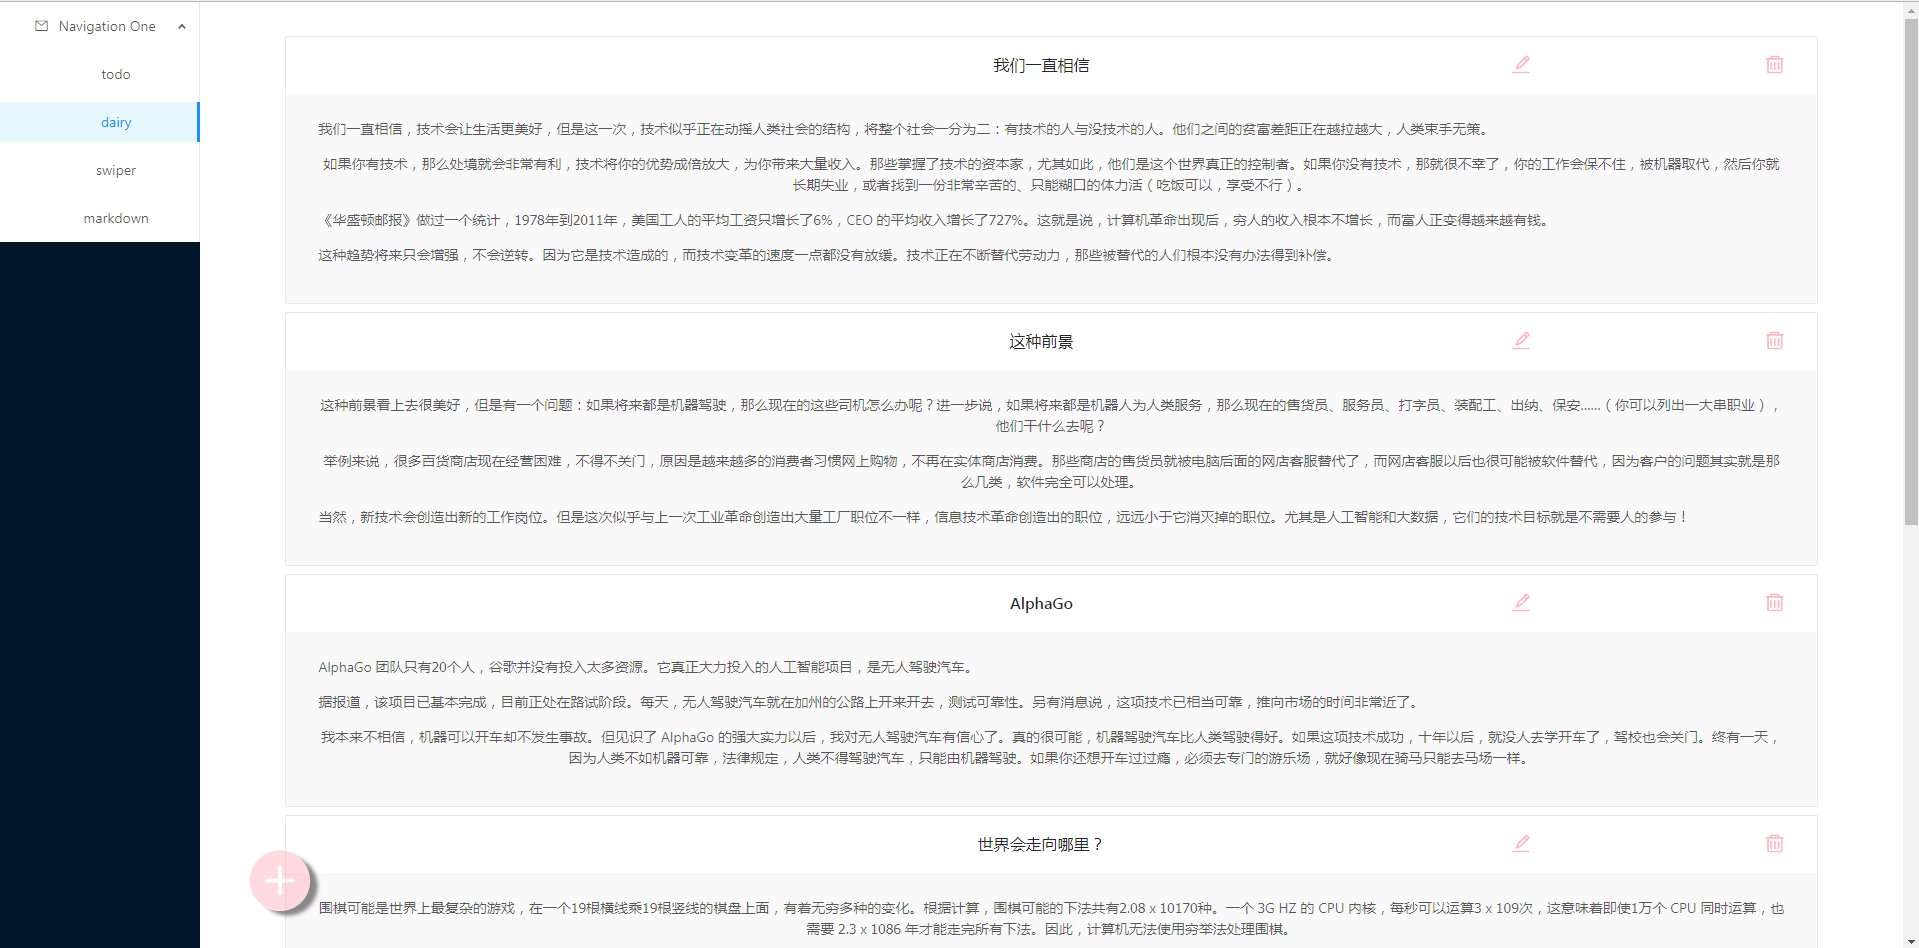 Navigation One
todo
dairy
swiper
markdown
我们一直相信
我们一直相信，技术会让生活更美好，但是这一次，技术似乎正在动摇人类社会的结构，将整个社会一分为二：有技术的人与没技术的人。他们之间的贫富差距正在越拉越大，人类束手无策。
如果你有技术，那么处境就会非常有利，技术将你的优势成倍放大，为你带来大量收入。那些掌握了技术的资本家，尤其如此，他们是这个世界真正的控制者。如果你没有技术，那就很不幸了，你的工作会保不住，被机器取代，然后你就
长期失业，或者找到一份非常辛苦的、只能糊口的体力活（吃饭可以，享受不行）。
《华盛顿邮报》做过一个统计，1978年到2011年，美国工人的平均工资只增长了6%，CEO 的平均收入增长了727%。这就是说，计算机革命出现后，穷人的收入根本不增长，而富人正变得越来越有钱。
这种趋势将来只会增强，不会逆转。因为它是技术造成的，而技术变革的速度一点都没有放缓。技术正在不断替代劳动力，那些被替代的人们根本没有办法得到补偿。
这种前景
这种前景看上去很美好，但是有一个问题：如果将来都是机器驾驶，那么现在的这些司机怎么办呢？进一步说，如果将来都是机器人为人类服务，那么现在的售货员、服务员、打字员、装配工、出纳、保安......（你可以列出一大串职业），
他们干什么去呢？
举例来说，很多百货商店现在经营困难，不得不关门，原因是越来越多的消费者习惯网上购物，不再在实体商店消费。那些商店的售货员就被电脑后面的网店客服替代了，而网店客服以后也很可能被软件替代，因为客户的问题其实就是那
么几类，软件完全可以处理。
当然，新技术会创造出新的工作岗位。但是这次似乎与上一次工业革命创造出大量工厂职位不一样，信息技术革命创造出的职位，远远小于它消灭掉的职位。尤其是人工智能和大数据，它们的技术目标就是不需要人的参与！
AlphaGo
AlphaGo 团队只有20个人，谷歌并没有投入太多资源。它真正大力投入的人工智能项目，是无人驾驶汽车。
据报道，该项目已基本完成，目前正处在路试阶段。每天，无人驾驶汽车就在加州的公路上开来开去，测试可靠性。另有消息说，这项技术已相当可靠，推向市场的时间非常近了。
我本来不相信，机器可以开车却不发生事故。但见识了 AlphaGo 的强大实力以后，我对无人驾驶汽车有信心了。真的很可能，机器驾驶汽车比人类驾驶得好。如果这项技术成功，十年以后，就没人去学开车了，驾校也会关门。终有一天，
因为人类不如机器可靠，法律规定，人类不得驾驶汽车，只能由机器驾驶。如果你还想开车过过瘾，必须去专门的游乐场，就好像现在骑马只能去马场一样。
世界会走向哪里？
围棋可能是世界上最复杂的游戏，在一个19根横线乘19根竖线的棋盘上面，有着无穷多种的变化。根据计算，围棋可能的下法共有2.08 x 10170种。一个 3G HZ 的 CPU 内核，每秒可以运算3 x 109次，这意味着即使1万个 CPU 同时运算，也
需要 2.3 x 1086 年才能走完所有下法。因此，计算机无法使用穷举法处理围棋。